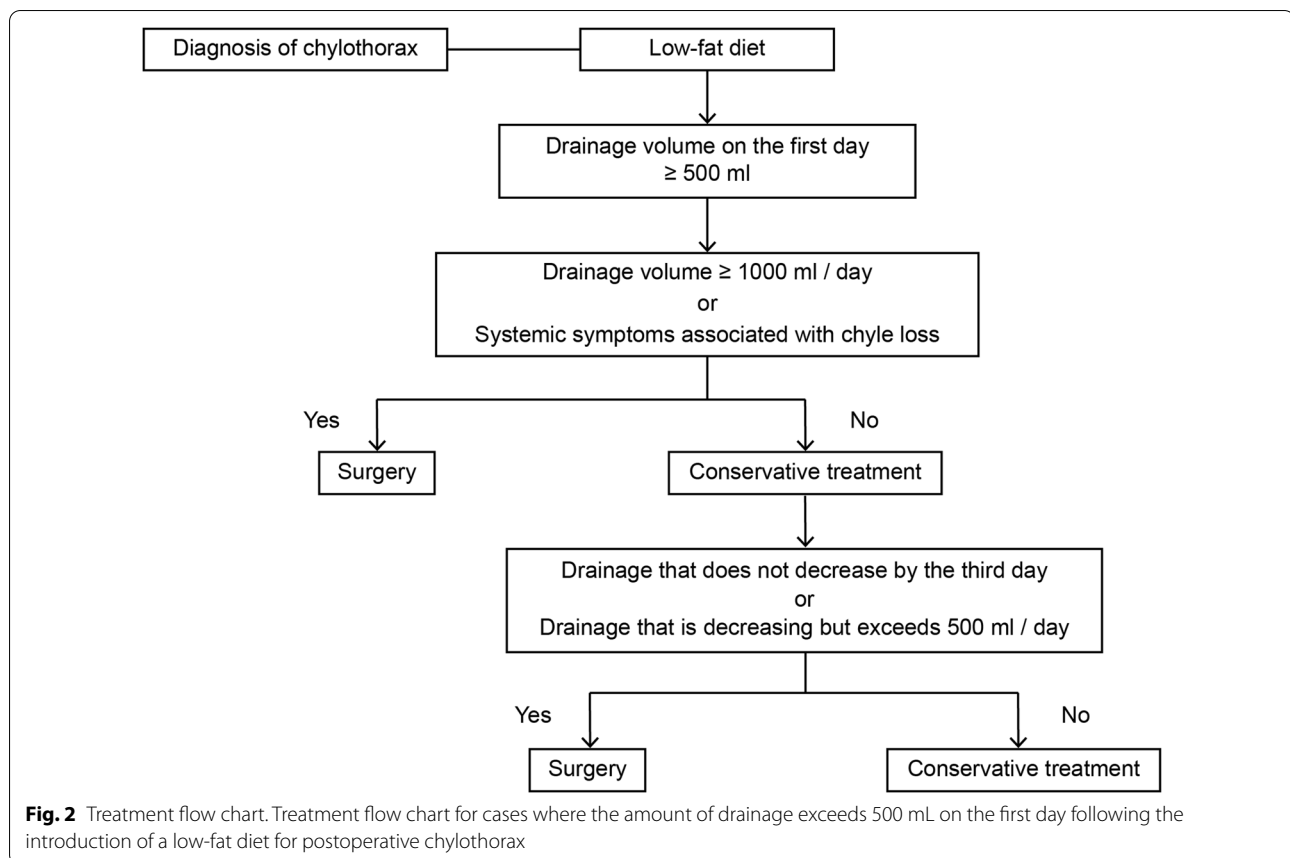 Diagnosis of chylothorax
Low-fat diet
Drainage volume on the first day
≥ 500 ml
Drainage volume ≥ 1000 ml / day
or
Systemic symptoms associated with chyle loss
Yes
No
Surgery
Conservative treatment
Drainage that does not decrease by the third day
or
Drainage that is decreasing but exceeds 500 ml / day
Yes
No
Surgery
Conservative treatment
Fig. 2 Treatment flow chart. Treatment flow chart for cases where the amount of drainage exceeds 500 mL on the first day following the
introduction of a low-fat diet for postoperative chylothorax